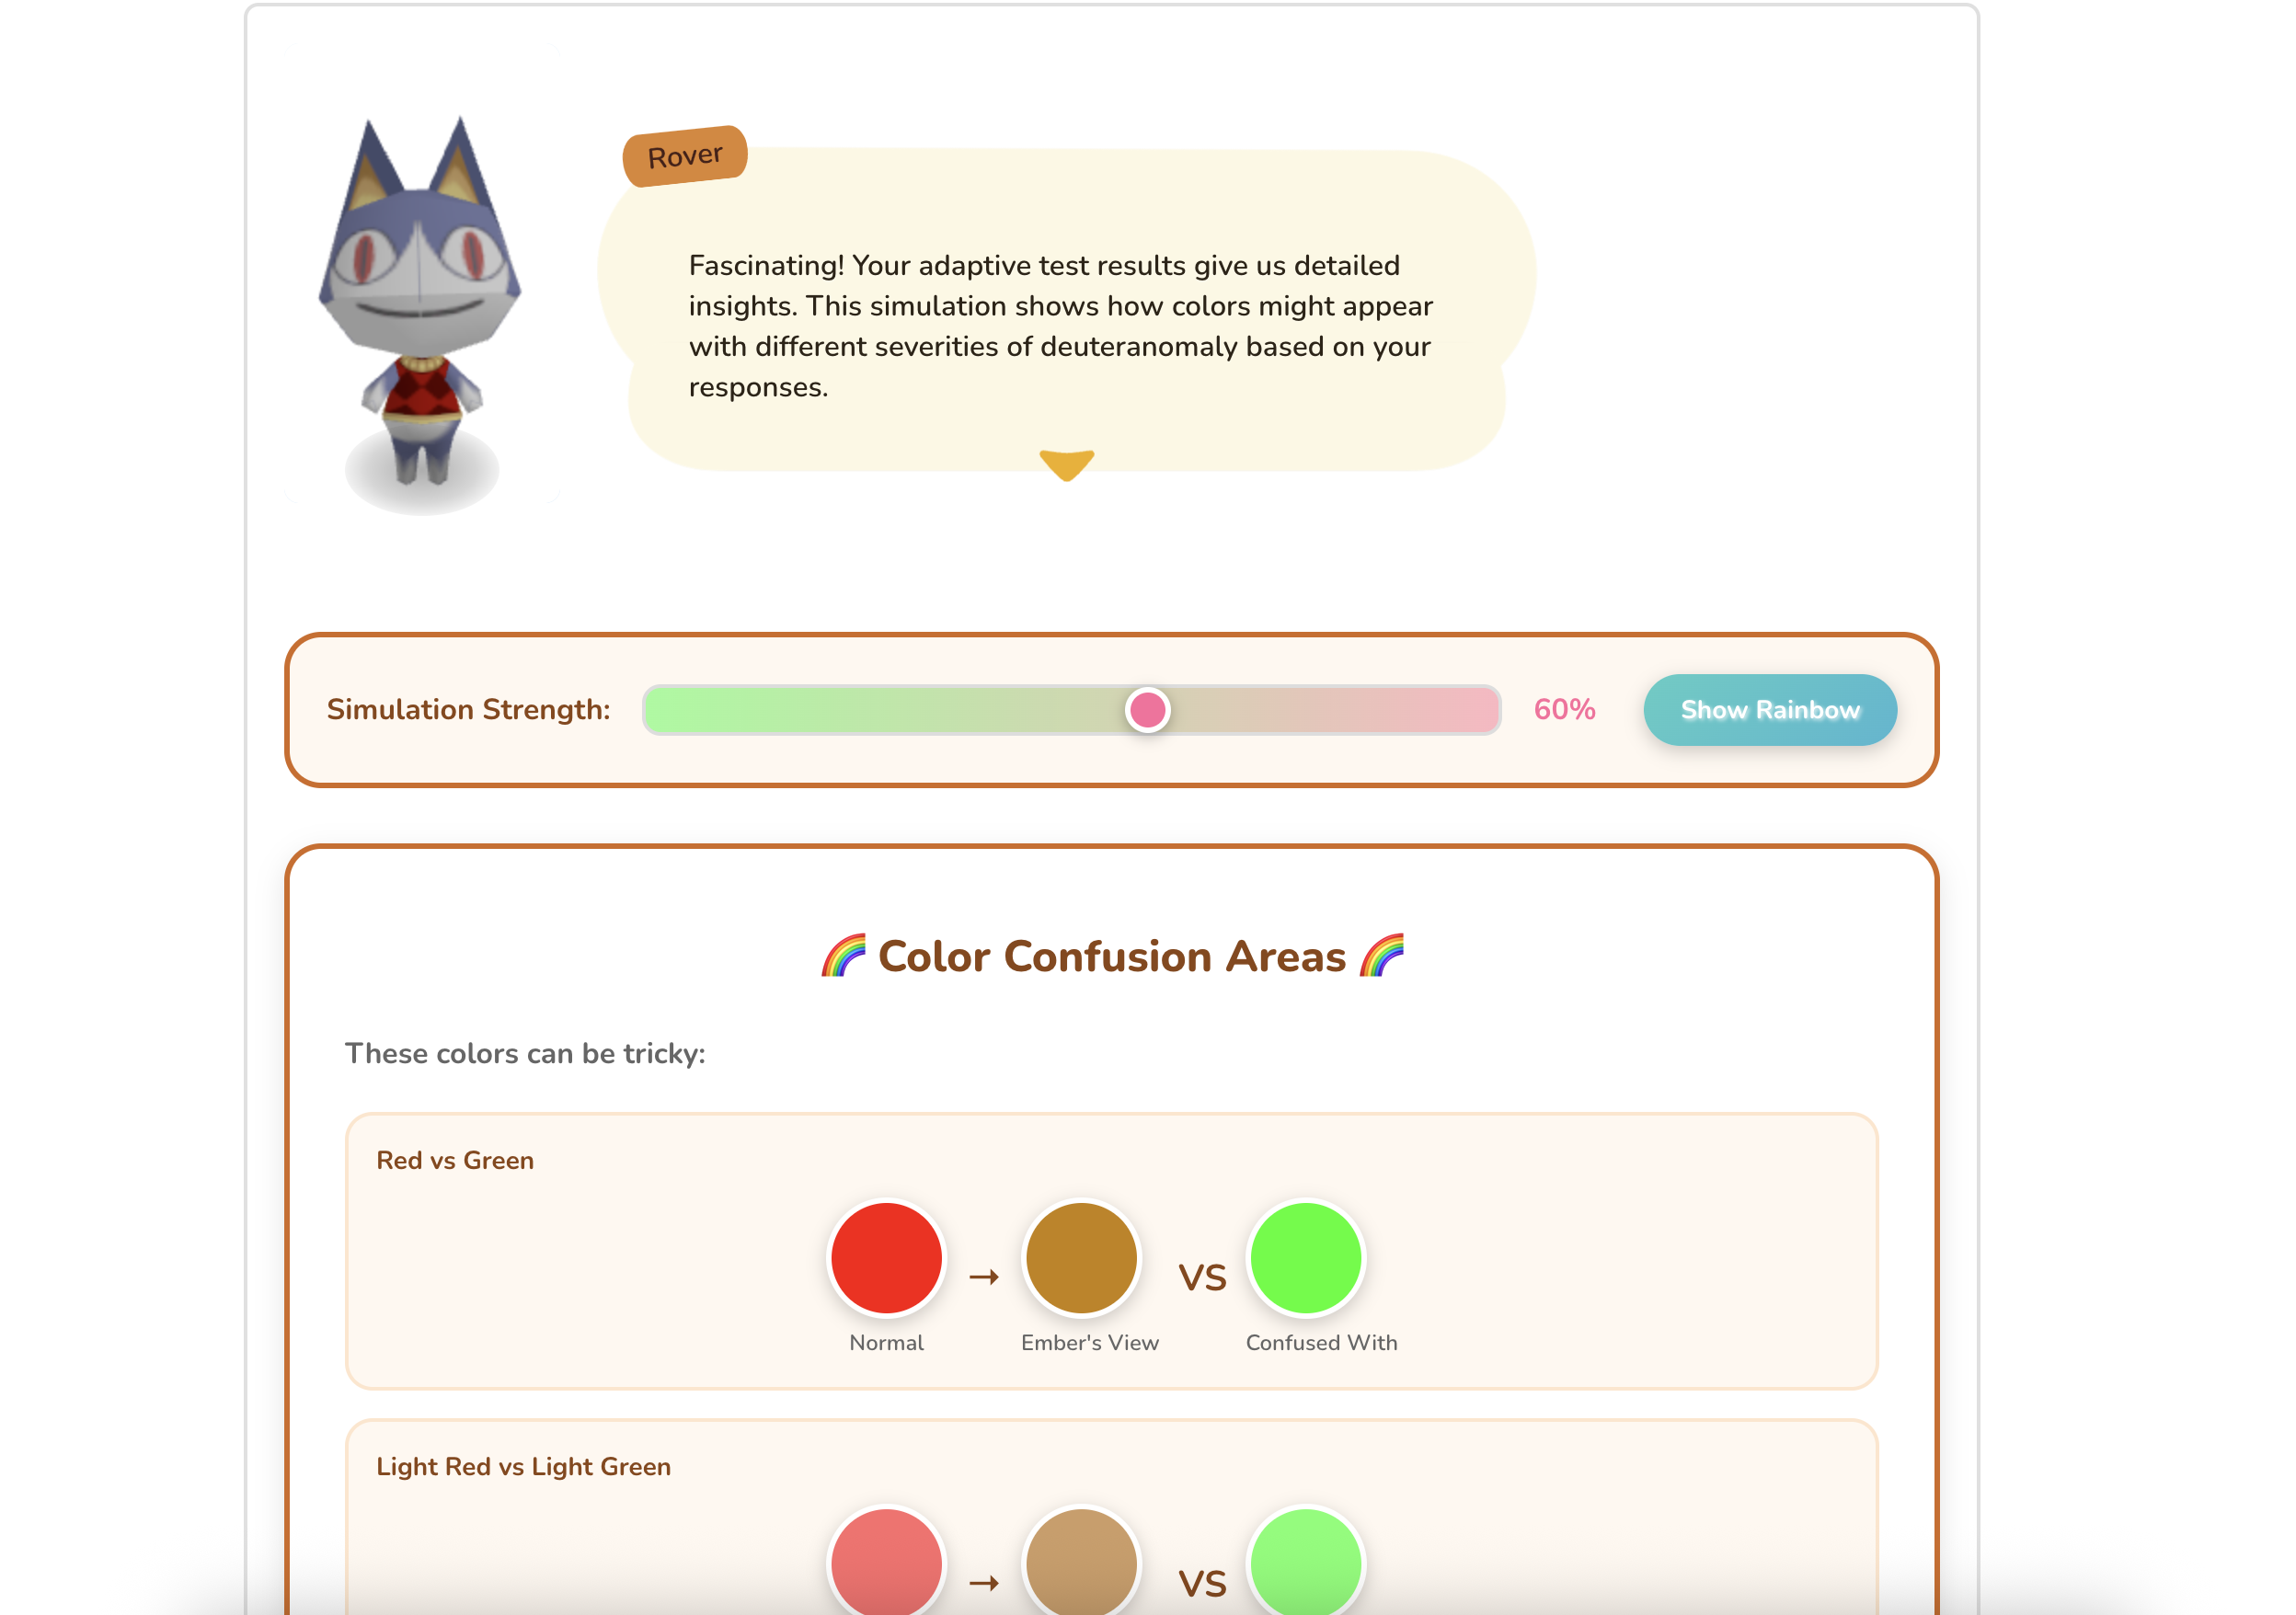 Rover
Fascinating! Your adaptive test results give us detailed
insights. This simulation shows how colors might appear
with different severities of deuteranomaly based on your
responses.
Simulation Strength:
60%
Show Rainbow
🌈 Color Confusion Areas 🌈
These colors can be tricky:
Red vs Green
→ VS
Normal Ember's View Confused With
Light Red vs Light Green
→ VS